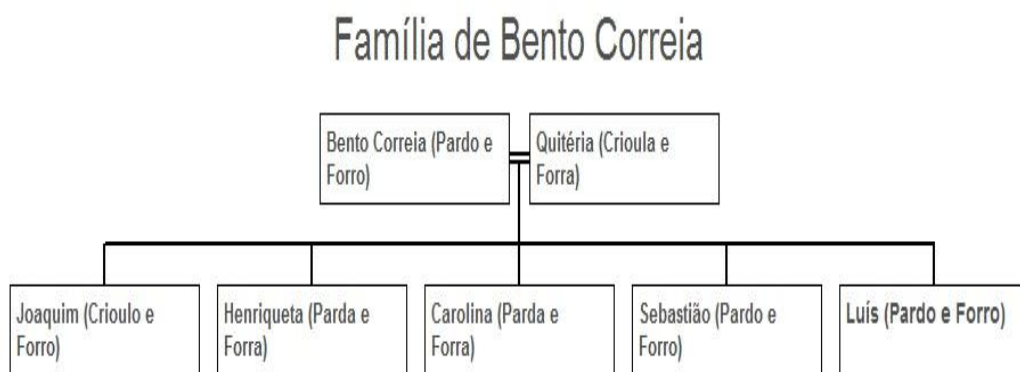 Família de Bento Correia
Bento Correia (Pardo e
Forro)
Quitéria (Crioula e
Forra)
Joaquim (Crioulo e
Forro)
Henriqueta (Parda e
Forra)
Carolina (Parda e
Forra)
Sebastião (Pardo e
Forro)
Luís (Pardo e Forro)